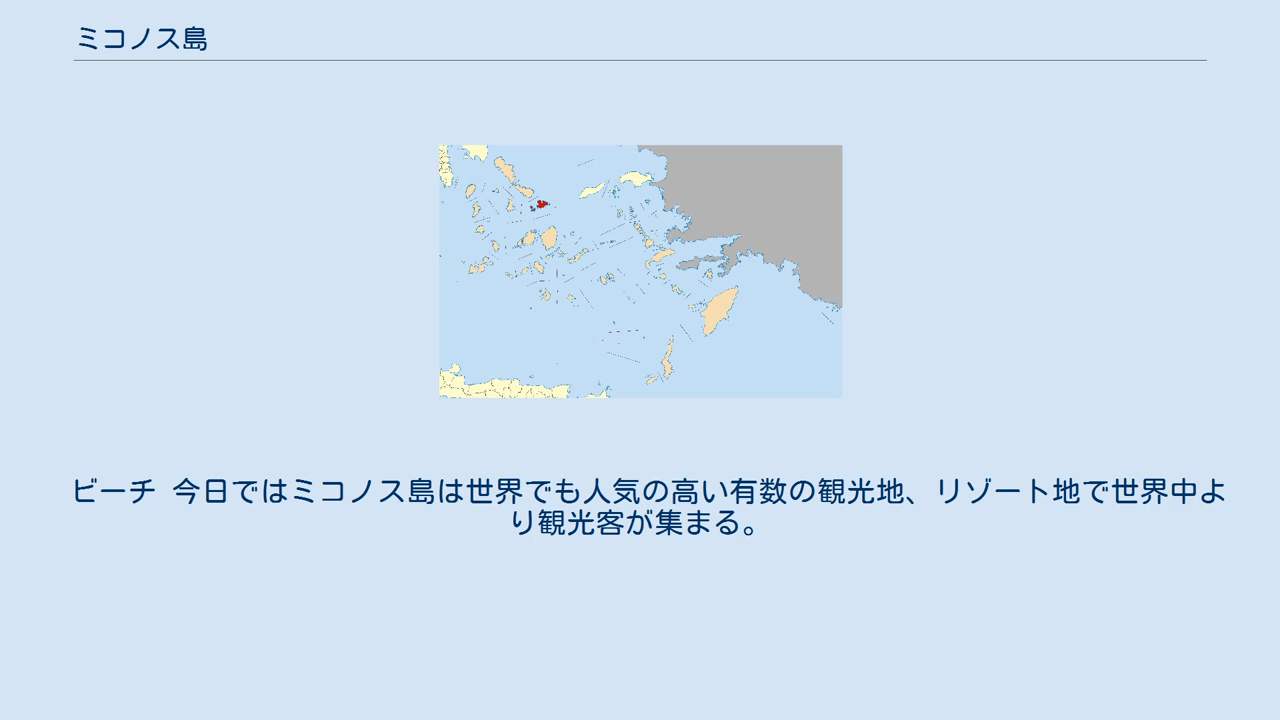 ミコノス島
ビーチ 今日ではミコノス島は世界でも人気の高い有数の観光地、リゾート地で世界中よ
り観光客が集まる。